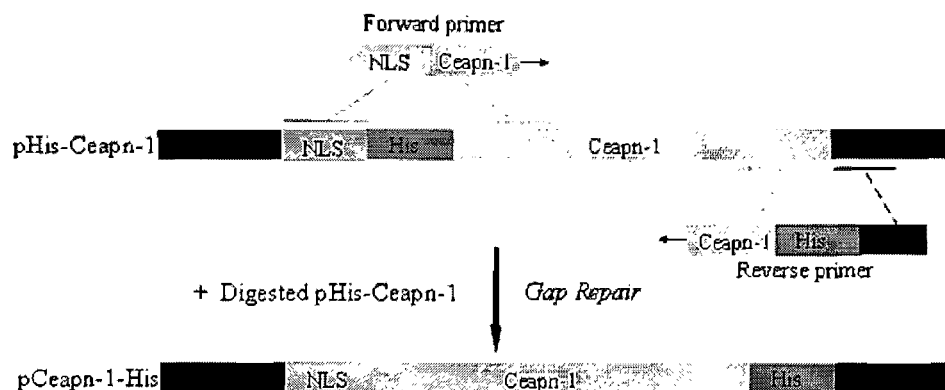 Forward primer
NLS Ceapn-1
pHis-Ceapn-1 NLS His Ceapn-1
Ceapn-1 His
Reverse primer
+ Digested pHis-Ceapn-1 Gap Repair
pCeapn-1-His NLS Ceapn-1 His